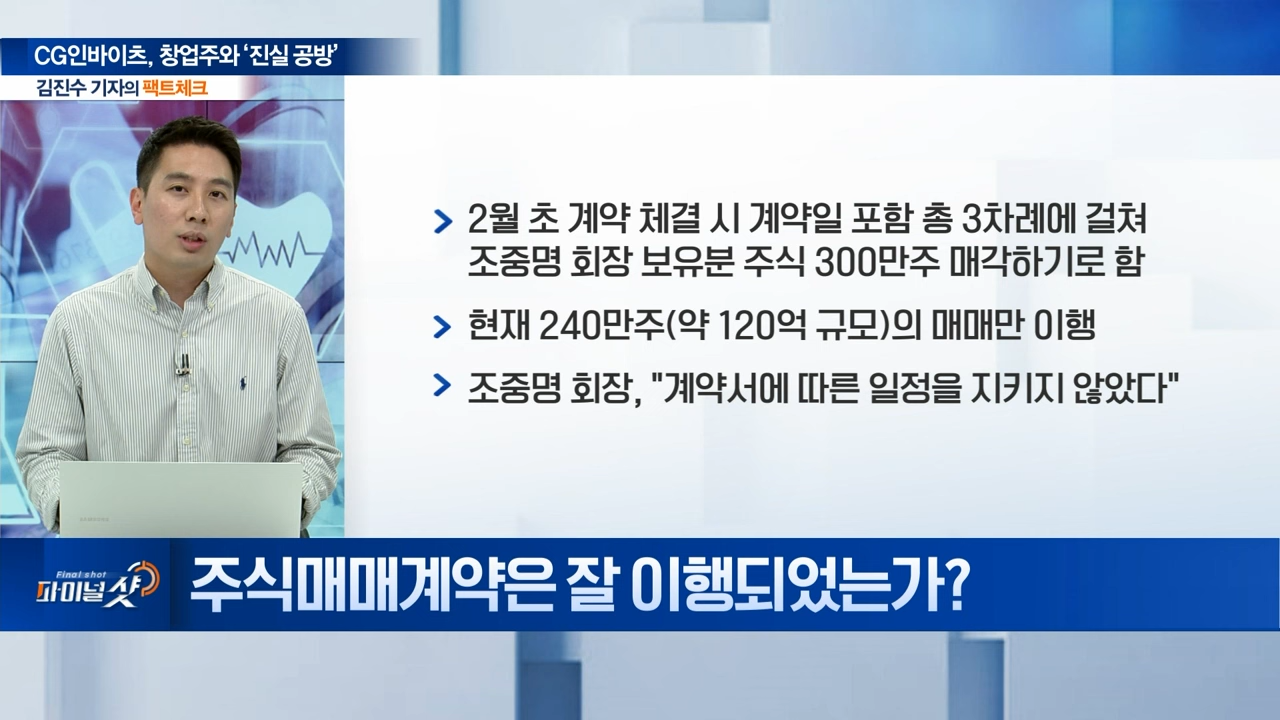 CG인바이츠, 창업주와 ‘진실 공방’
김진수 기자의 팩트체크
2월 초 계약 체결 시 계약일 포함 총 3차례에 걸쳐
조중명 회장 보유분 주식 300만주 매각하기로 함
현재 240만주(약 120억 규모)의 매매만 이행
조중명 회장, "계약서에 따른 일정을 지키지 않았다"
Final shot
파이널 샷
주식매매계약은 잘 이행되었는가?